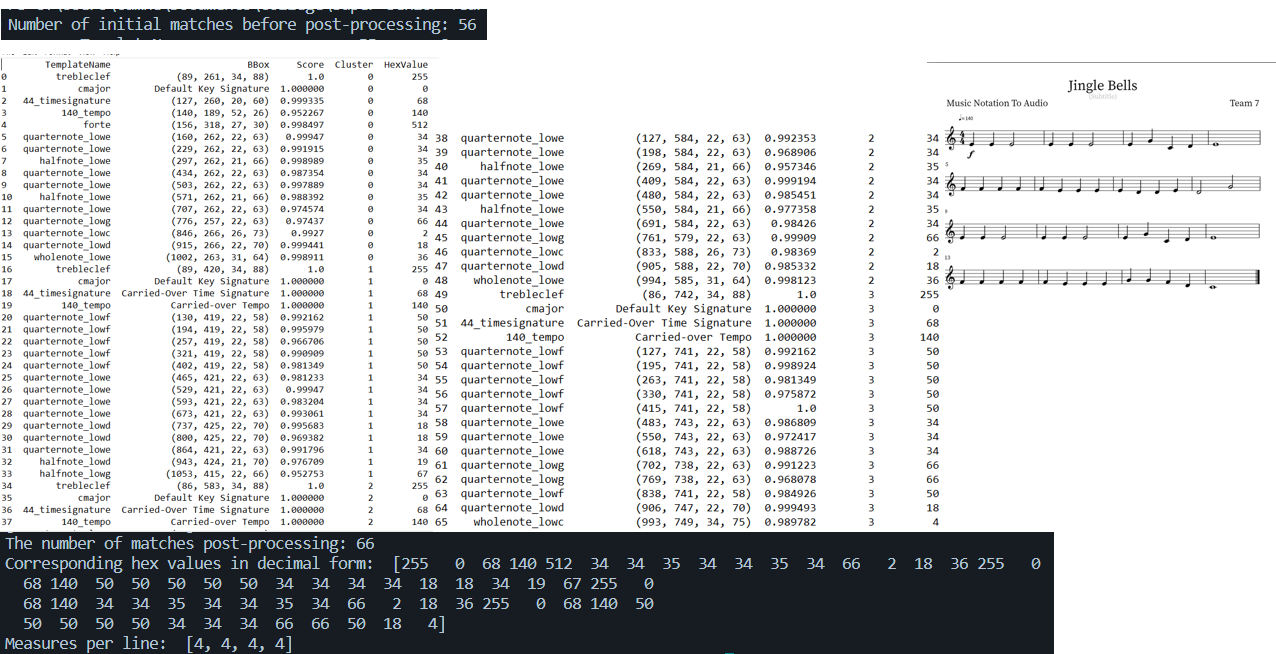 Number of initial matches before post-processing: 56
TemplateName BBox Score Cluster HexValue
0 trebleclef (89, 261, 34, 88) 1.0 0 255
1 cmajor Default Key Signature 1.000000 0 0
2 44_timesignature (127, 260, 20, 60) 0.999335 0 68
3 140_tempo (140, 189, 52, 26) 0.952267 0 140
4 forte (156, 318, 27, 30) 0.998497 0 512
5 quarternote_lowe (160, 262, 22, 63) 0.99947 0 34
6 quarternote_lowe (229, 262, 22, 63) 0.991915 0 34
7 halfnote_lowe (297, 262, 21, 66) 0.998989 0 35
8 quarternote_lowe (434, 262, 22, 63) 0.987354 0 34
9 quarternote_lowe (503, 262, 22, 63) 0.997889 0 34
10 halfnote_lowe (571, 262, 21, 66) 0.988392 0 35
11 quarternote_lowe (707, 262, 22, 63) 0.974574 0 34
12 quarternote_lowg (776, 257, 22, 63) 0.97437 0 66
13 quarternote_lowc (846, 266, 26, 73) 0.9927 0 2
14 quarternote_lowd (915, 266, 22, 70) 0.999441 0 18
15 wholenote_lowe (1002, 263, 31, 64) 0.998911 0 36
16 trebleclef (89, 420, 34, 88) 1.0 1 255
17 cmajor Default Key Signature 1.000000 1 0
18 44_timesignature Carried-Over Time Signature 1.000000 1 68
19 140_tempo Carried-over Tempo 1.000000 1 140
20 quarternote_lowf (130, 419, 22, 58) 0.992162 1 50
21 quarternote_lowf (194, 419, 22, 58) 0.995979 1 50
22 quarternote_lowf (257, 419, 22, 58) 0.966706 1 50
23 quarternote_lowf (321, 419, 22, 58) 0.990909 1 50
24 quarternote_lowf (402, 419, 22, 58) 0.981349 1 50
25 quarternote_lowe (465, 421, 22, 63) 0.981233 1 34
26 quarternote_lowe (529, 421, 22, 63) 0.99947 1 34
27 quarternote_lowe (593, 421, 22, 63) 0.983204 1 34
28 quarternote_lowe (673, 421, 22, 63) 0.993061 1 34
29 quarternote_lowd (737, 425, 22, 70) 0.995683 1 18
30 quarternote_lowd (800, 425, 22, 70) 0.969382 1 18
31 quarternote_lowe (864, 421, 22, 63) 0.991796 1 34
32 halfnote_lowd (943, 424, 21, 70) 0.976709 1 19
33 halfnote_lowg (1053, 415, 22, 66) 0.952753 1 67
34 trebleclef (86, 583, 34, 88) 1.0 2 255
35 cmajor Default Key Signature 1.000000 2 0
36 44_timesignature Carried-Over Time Signature 1.000000 2 68
37 140_tempo Carried-over Tempo 1.000000 2 140
38 quarternote_lowe (127, 584, 22, 63) 0.992353 2 34
39 quarternote_lowe (198, 584, 22, 63) 0.968906 2 34
40 halfnote_lowe (269, 584, 21, 66) 0.957346 2 35
41 quarternote_lowe (409, 584, 22, 63) 0.999194 2 34
42 quarternote_lowe (480, 584, 22, 63) 0.985451 2 34
43 halfnote_lowe (550, 584, 21, 66) 0.977358 2 35
44 quarternote_lowe (691, 584, 22, 63) 0.98426 2 34
45 quarternote_lowg (761, 579, 22, 63) 0.99909 2 66
46 quarternote_lowc (833, 588, 26, 73) 0.98369 2 2
47 quarternote_lowd (905, 588, 22, 70) 0.985332 2 18
48 wholenote_lowe (994, 585, 31, 64) 0.998123 2 36
49 trebleclef (86, 742, 34, 88) 1.0 3 255
50 cmajor Default Key Signature 1.000000 3 0
51 44_timesignature Carried-Over Time Signature 1.000000 3 68
52 140_tempo Carried-over Tempo 1.000000 3 140
53 quarternote_lowf (127, 741, 22, 58) 0.992162 3 50
54 quarternote_lowf (195, 741, 22, 58) 0.998924 3 50
55 quarternote_lowf (263, 741, 22, 58) 0.981349 3 50
56 quarternote_lowf (330, 741, 22, 58) 0.975872 3 50
57 quarternote_lowf (415, 741, 22, 58) 1.0 3 50
58 quarternote_lowe (483, 743, 22, 63) 0.986809 3 34
59 quarternote_lowe (550, 743, 22, 63) 0.972417 3 34
60 quarternote_lowe (618, 743, 22, 63) 0.988726 3 34
61 quarternote_lowg (702, 738, 22, 63) 0.991223 3 66
62 quarternote_lowg (769, 738, 22, 63) 0.968078 3 66
63 quarternote_lowf (838, 741, 22, 58) 0.984926 3 50
64 quarternote_lowd (906, 747, 22, 70) 0.999493 3 18
65 wholenote_lowc (993, 749, 34, 75) 0.989782 3 4
Jingle Bells
(Subtitle)
Music Notation To Audio Team 7
♩=140
f
5
9
13
The number of matches post-processing: 66
Corresponding hex values in decimal form: [255 0 68 140 512 34 34 35 34 34 35 34 66 2 18 36 255 0
68 140 50 50 50 50 50 34 34 34 34 18 18 34 19 67 255 0
68 140 34 34 35 34 34 35 34 66 2 18 36 255 0 68 140 50
50 50 50 50 34 34 34 66 66 50 18 4]
Measures per line: [4, 4, 4, 4]